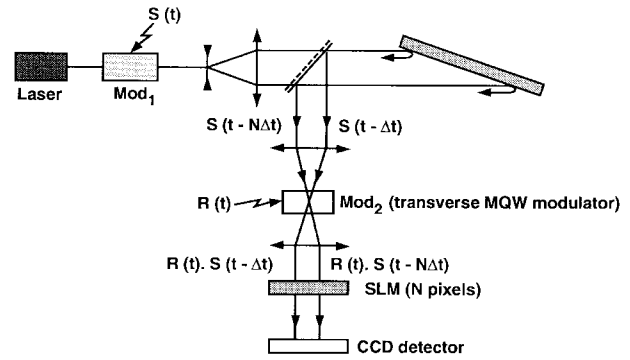 S (t)
Laser
Mod1
S (t - NΔt)
S (t - Δt)
R (t)
Mod2 (transverse MQW modulator)
R (t). S (t - Δt)
R (t). S (t - NΔt)
SLM (N pixels)
CCD detector